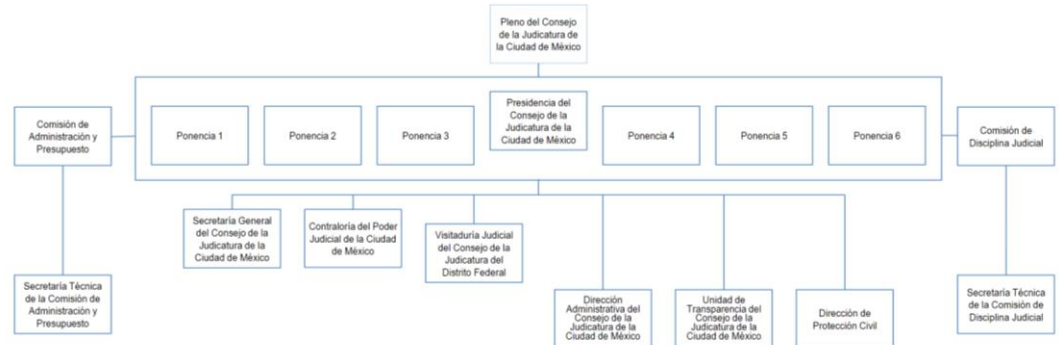 Pleno del Consejo
de la Judicatura de
la Ciudad de México
Comisión de
Administración y
Presupuesto
Ponencia 1
Ponencia 2
Ponencia 3
Presidencia del
Consejo de la
Judicatura de la
Ciudad de México
Ponencia 4
Ponencia 5
Ponencia 6
Comisión de
Disciplina Judicial
Secretaría General
del Consejo de la
Judicatura de la
Ciudad de México
Contraloría del Poder
Judicial de la Ciudad
de México
Visitaduría Judicial
del Consejo de la
Judicatura del
Distrito Federal
Secretaría Técnica
de la Comisión de
Administración y
Presupuesto
Dirección
Administrativa del
Consejo de la
Judicatura de la
Ciudad de México
Unidad de
Transparencia del
Consejo de la
Judicatura de la
Ciudad de México
Dirección de
Protección Civil
Secretaría Técnica
de la Comisión de
Disciplina Judicial